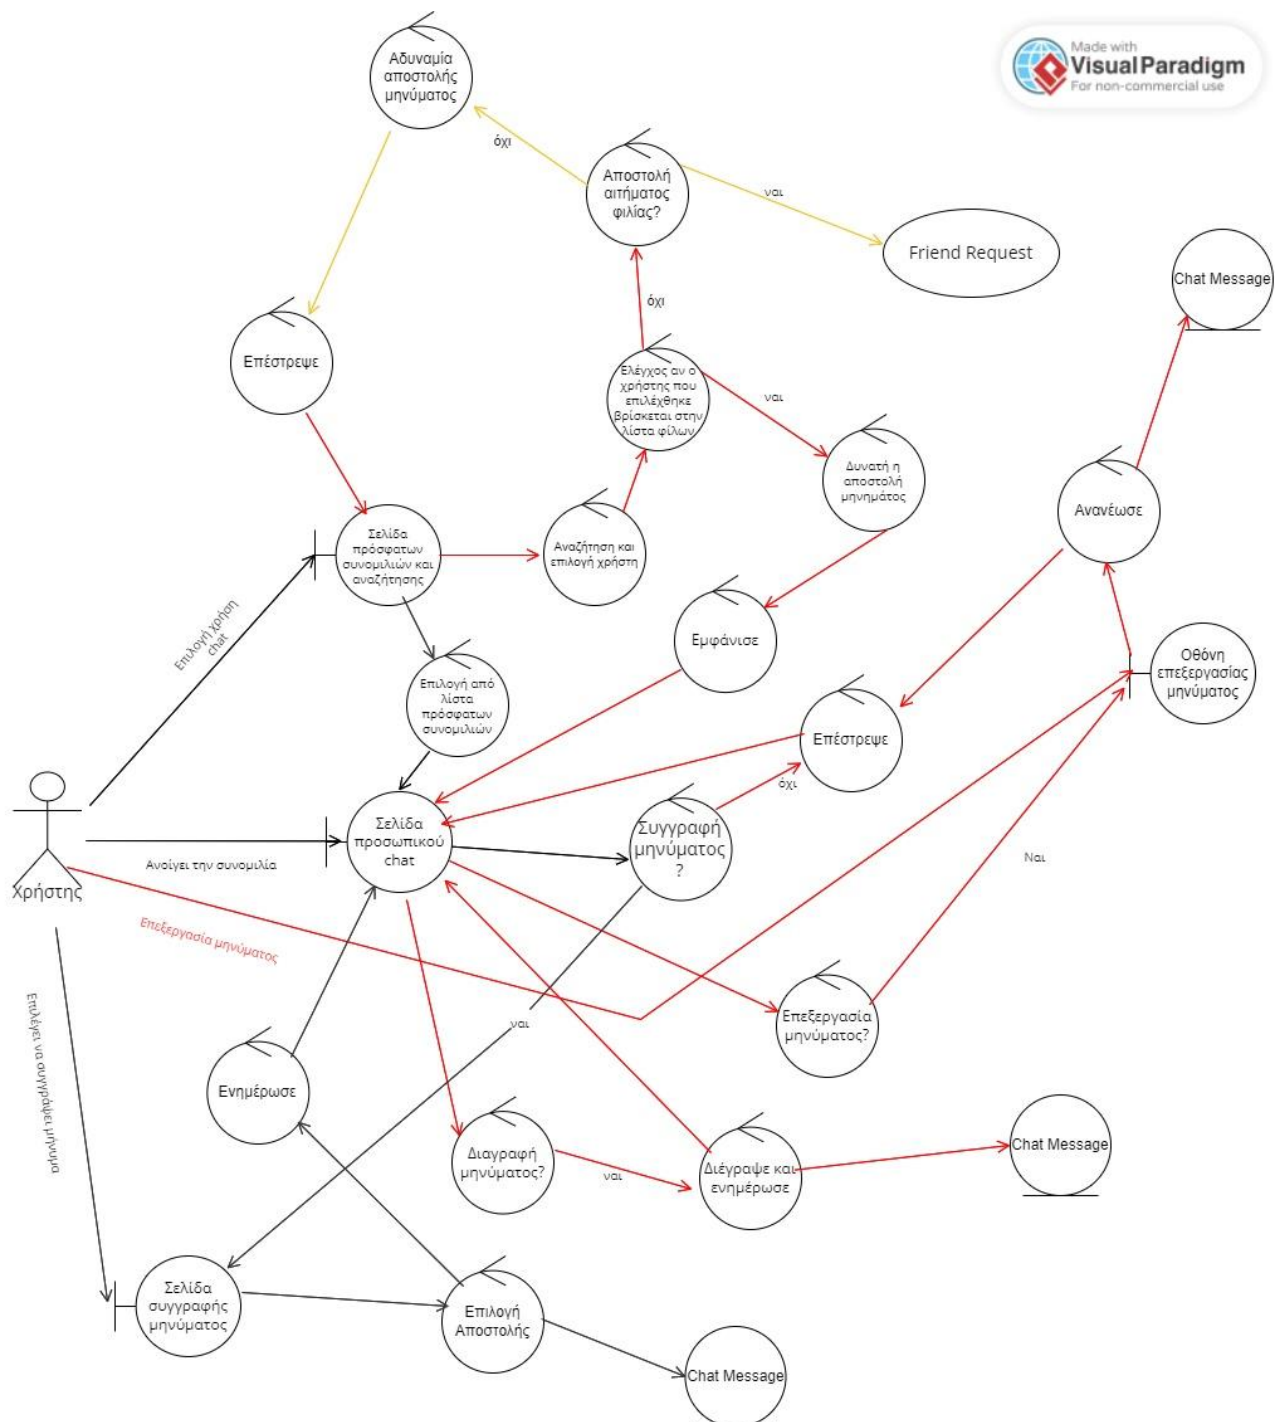 Made with
Visual Paradigm
For non-commercial use
Αδυναμία
αποστολής
μηνύματος
όχι
Αποστολή
αιτήματος
φιλίας?
ναι
Friend Request
Chat Message
όχι
Επέστρεψε
Ελέγχος αν ο
χρήστης που
επιλέχθηκε
βρίσκεται στην
λίστα φίλων
ναι
Δυνατή η
αποστολή
μηνημάτος
Ανανέωσε
Σελίδα
πρόσφατων
συνομιλιών και
αναζήτησης
Αναζήτηση και
επιλογή χρήστη
Επιλογή χρήση
chat
Εμφάνισε
Οθόνη
επεξεργασίας
μηνύματος
Επιλογή από
λίστα
πρόσφατων
συνομιλιών
Επέστρεψε
όχι
Σελίδα
προσωπικού
chat
Συγγραφή
μηνύματος
?
Ναι
Ανοίγει την συνομιλία
Χρήστης
Επεξεργασία μηνύματος
Επιλέγει να συγγράψει μήνυμα
ναι
Επεξεργασία
μηνύματος?
Ενημέρωσε
Διαγραφή
μηνύματος?
ναι
Διέγραψε και
ενημέρωσε
Chat Message
Σελίδα
συγγραφής
μηνύματος
Επιλογή
Αποστολής
Chat Message